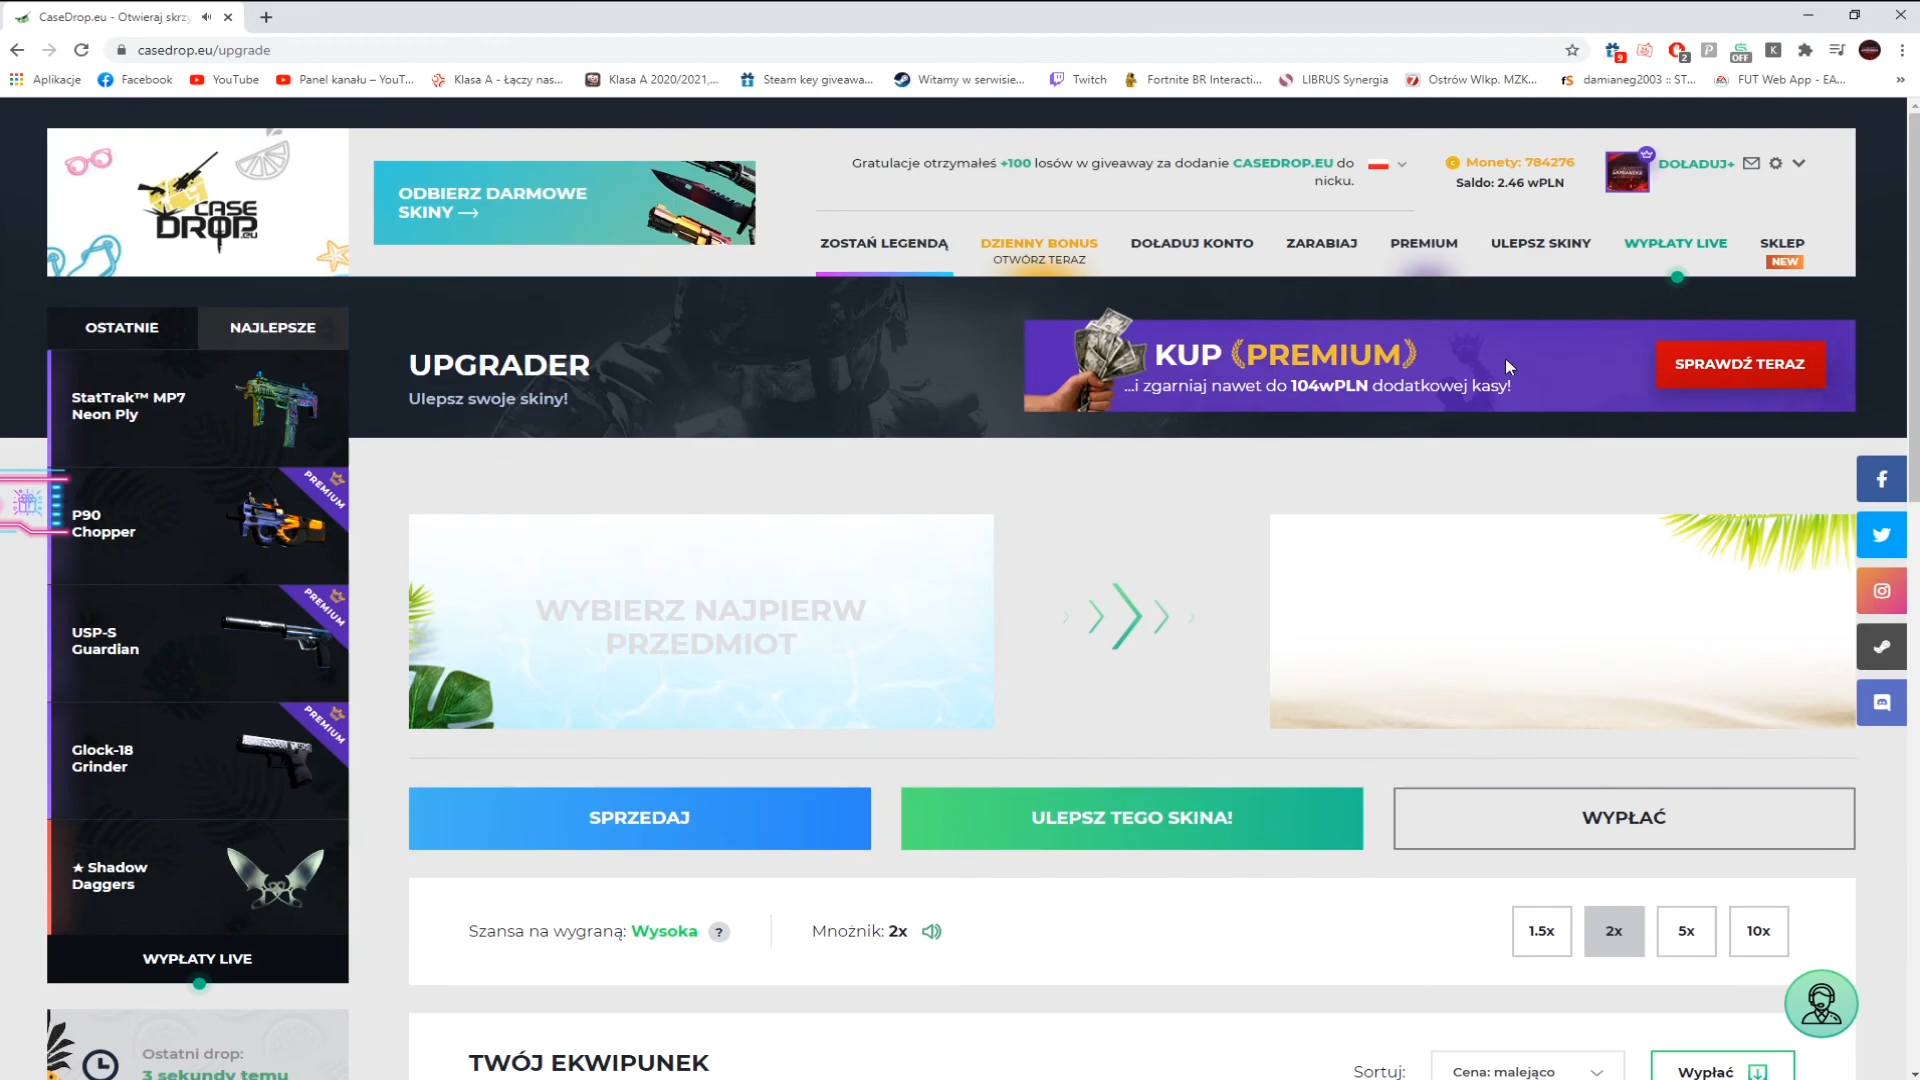 CaseDrop.eu - Otwieraj skrzy
casedrop.eu/upgrade
9
2
OFF
Aplikacje
Facebook
YouTube
Panel kanału – YouT...
Klasa A - Łączy nas...
Klasa A 2020/2021,...
Steam key giveawa...
Witamy w serwisie...
Twitch
Fortnite BR Interacti...
LIBRUS Synergia
Ostrów Wlkp. MZK...
damianeg2003 :: ST...
FUT Web App - EA...
CASE
DROP.eu
ODBIERZ DARMOWE
SKINY
Gratulacje otrzymałeś +100 losów w giveaway za dodanie CASEDROP.EU do
nicku.
Monety: 784276
Saldo: 2.46 wPLN
DOŁADUJ+
ZOSTAŃ LEGENDĄ
DZIENNY BONUS
OTWÓRZ TERAZ
DOŁADUJ KONTO
ZARABIAJ
PREMIUM
ULEPSZ SKINY
WYPŁATY LIVE
SKLEP
NEW
OSTATNIE
NAJLEPSZE
UPGRADER
Ulepsz swoje skiny!
KUP (PREMIUM)
...i zgarniaj nawet do 104wPLN dodatkowej kasy!
SPRAWDŹ TERAZ
StatTrak™ MP7
Neon Ply
PREMIUM
P90
Chopper
PREMIUM
USP-S
Guardian
PREMIUM
Glock-18
Grinder
★ Shadow
Daggers
WYPŁATY LIVE
Ostatni drop:
3 sekundy temu
WYBIERZ NAJPIERW
PRZEDMIOT
SPRZEDAJ
ULEPSZ TEGO SKINA!
WYPŁAĆ
Szansa na wygraną: Wysoka ?
Mnożnik: 2x
1.5x
2x
5x
10x
TWÓJ EKWIPUNEK
Sortuj:
Cena: malejąco
Wypłać